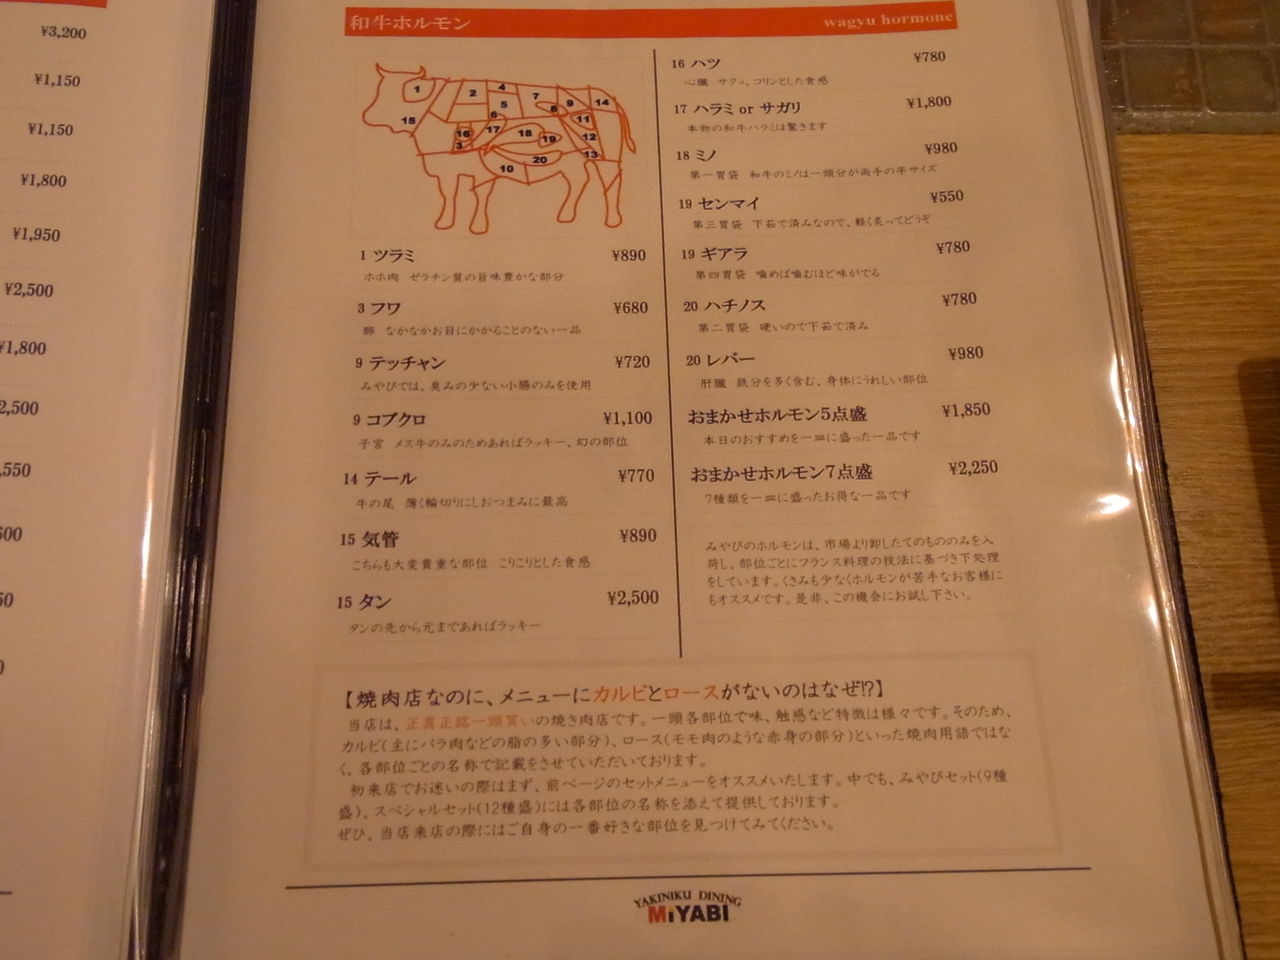 ¥3,200
¥1,150
¥1,150
¥1,800
¥1,950
¥2,500
¥1,800
2,500
,550
和牛ホルモン
wagyu hormone
1
2
4
7
5
6
8
9
14
11
15
16
17
18
19
12
3
13
20
10
1 ツラミ ¥890
ホホ肉 ゼラチン質の旨味豊かな部分
3 フワ ¥680
肺 なかなかお目にかかることのない一品
9 テッチャン ¥720
みやびでは、臭みの少ない小腸のみを使用
9 コブクロ ¥1,100
子宮 メス牛のみのためあればラッキー、幻の部位
14 テール ¥770
牛の尾 薄く輪切りにしおつまみに最高
15 気管 ¥890
こちらも大変貴重な部位 こりこりとした食感
15 タン ¥2,500
タンの先から元まであればラッキー
16 ハツ ¥780
心臓 サクッ、コリンとした食感
17 ハラミ or サガリ ¥1,800
本物の和牛ハラミは驚きます
18 ミノ ¥980
第一胃袋 和牛のミノは一頭分が両手の平サイズ
19 センマイ ¥550
第三胃袋 下茹で済みなので、軽く炙ってどうぞ
19 ギアラ ¥780
第四胃袋 噛めば噛むほど味がでる
20 ハチノス ¥780
第二胃袋 硬いので下茹で済み
20 レバー ¥980
肝臓 鉄分を多く含む、身体にうれしい部位
おまかせホルモン5点盛 ¥1,850
本日のおすすめを一皿に盛った一品です
おまかせホルモン7点盛 ¥2,250
7種類を一皿に盛ったお得な一品です
みやびのホルモンは、市場より卸したてのもののみを入
荷し、部位ごとにフランス料理の技法に基づき下処理
をしています。くさみも少なくホルモンが苦手なお客様に
もオススメです。是非、この機会にお試し下さい。
【焼肉店なのに、メニューにカルビとロースがないのはなぜ!?】
当店は、正真正銘一頭買いの焼き肉店です。一頭各部位で味、触感など特徴は様々です。そのため、
カルビ(主にバラ肉などの脂の多い部分)、ロース(モモ肉のような赤身の部分)といった焼肉用語ではな
く、各部位ごとの名称で記載をさせていただいております。
初来店でお迷いの際はまず、前ページのセットメニューをオススメいたします。中でも、みやびセット(9種
盛)、スペシャルセット(12種盛)には各部位の名称を添えて提供しております。
ぜひ、当店来店の際にはご自身の一番好きな部位を見つけてみてください。
YAKINIKU DINING
MiYABI